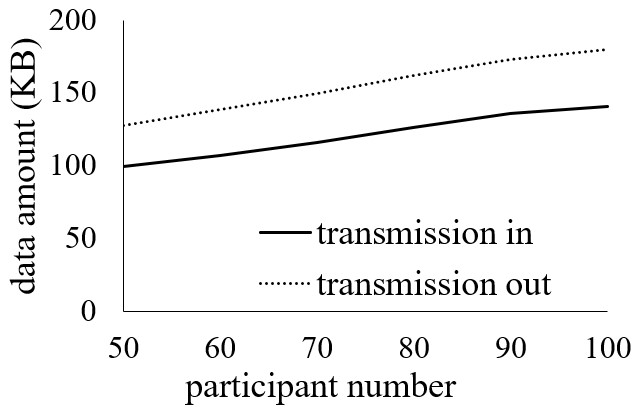 200
150
100
50
0
data amount (KB)
transmission in
transmission out
50 60 70 80 90 100
participant number